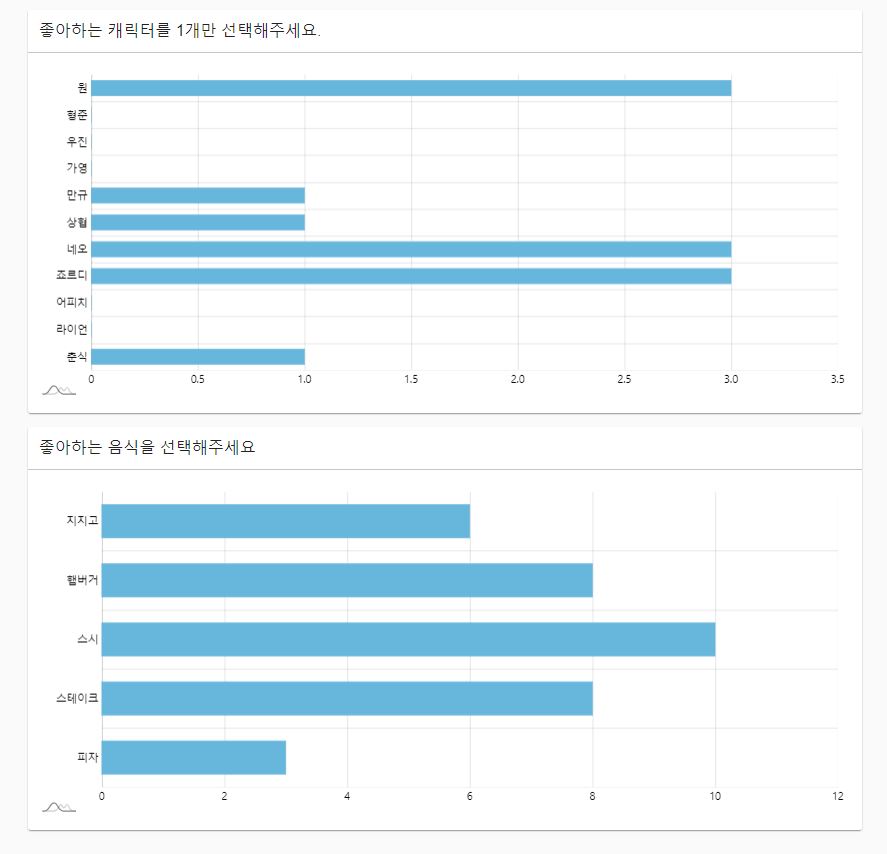 좋아하는 캐릭터를 1개만 선택해주세요.
원
형준
우진
가영
만규
상협
네오
죠르디
어피치
라이언
춘식
0 0.5 1.0 1.5 2.0 2.5 3.0 3.5
좋아하는 음식을 선택해주세요
지지고
햄버거
스시
스테이크
피자
0 2 4 6 8 10 12